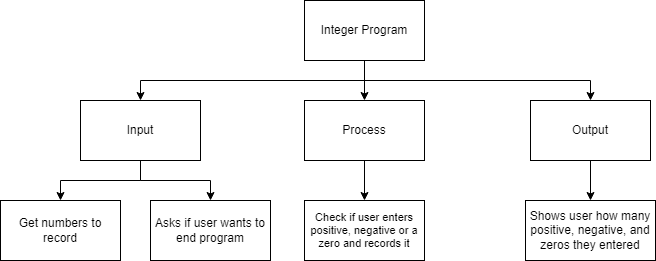 Integer Program
Input
Process
Output
Get numbers to
record
Asks if user wants to
end program
Check if user enters
positive, negative or a
zero and records it
Shows user how many
positive, negative, and
zeros they entered